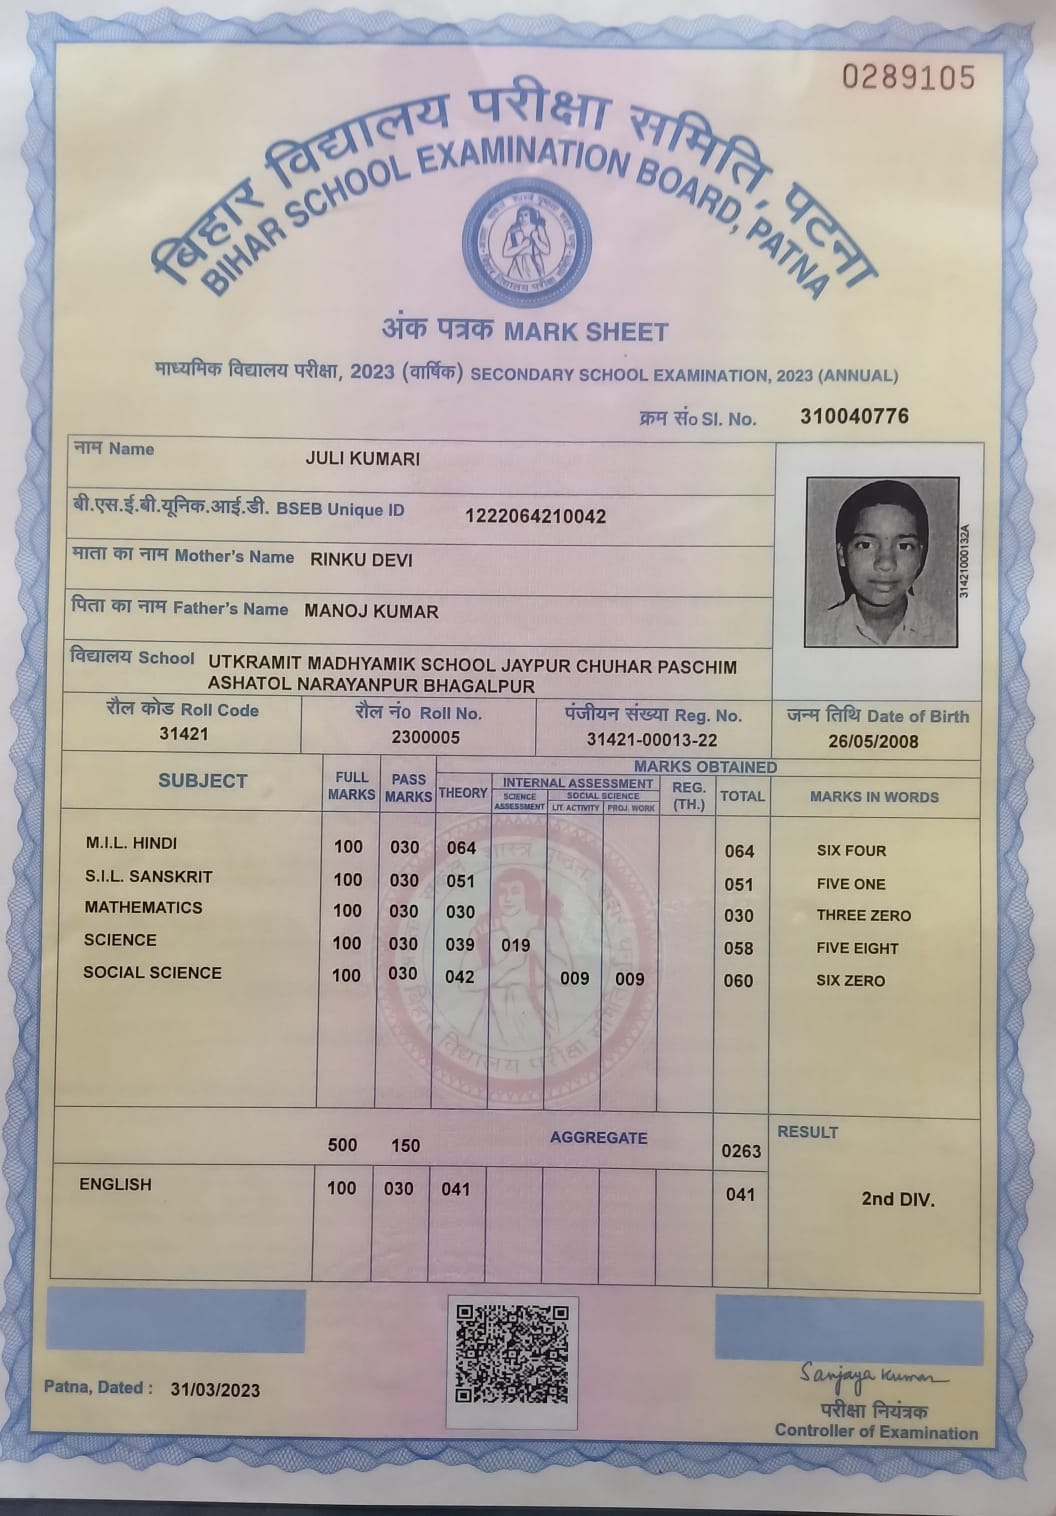 0289105
बिहार विद्यालय परीक्षा समिति, पटना
BIHAR SCHOOL EXAMINATION BOARD, PATNA
अंक पत्रक MARK SHEET
माध्यमिक विद्यालय परीक्षा, 2023 (वार्षिक) SECONDARY SCHOOL EXAMINATION, 2023 (ANNUAL)
क्रम सं० Sl. No. 310040776
नाम Name JULI KUMARI
बी.एस.ई.बी.यूनिक.आई.डी. BSEB Unique ID 1222064210042
माता का नाम Mother's Name RINKU DEVI
पिता का नाम Father's Name MANOJ KUMAR
31421000132A
विद्यालय School UTKRAMIT MADHYAMIK SCHOOL JAYPUR CHUHAR PASCHIM
ASHATOL NARAYANPUR BHAGALPUR
रौल कोड Roll Code रौल नं० Roll No. पंजीयन संख्या Reg. No. जन्म तिथि Date of Birth
31421 2300005 31421-00013-22 26/05/2008
MARKS OBTAINED
SUBJECT FULL MARKS PASS MARKS THEORY INTERNAL ASSESSMENT REG. (TH.) TOTAL MARKS IN WORDS
SCIENCE ASSESSMENT SOCIAL SCIENCE
LIT. ACTIVITY PROJ. WORK
M.I.L. HINDI 100 030 064 064 SIX FOUR
S.I.L. SANSKRIT 100 030 051 051 FIVE ONE
MATHEMATICS 100 030 030 030 THREE ZERO
SCIENCE 100 030 039 019 058 FIVE EIGHT
SOCIAL SCIENCE 100 030 042 009 009 060 SIX ZERO
बिहार विद्यालय परीक्षा समिति
500 150 AGGREGATE 0263 RESULT
ENGLISH 100 030 041 041 2nd DIV.
Patna, Dated : 31/03/2023
Sanjaya Kumar
परीक्षा नियंत्रक
Controller of Examination